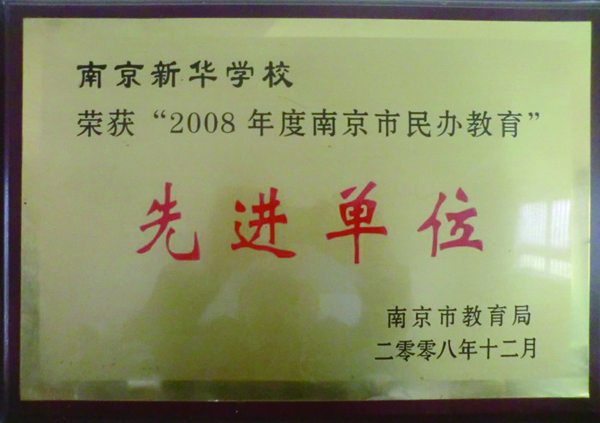 南京新华学校
荣获“2008年度南京市民办教育”
先进单位
南京市教育局
二零零八年十二月